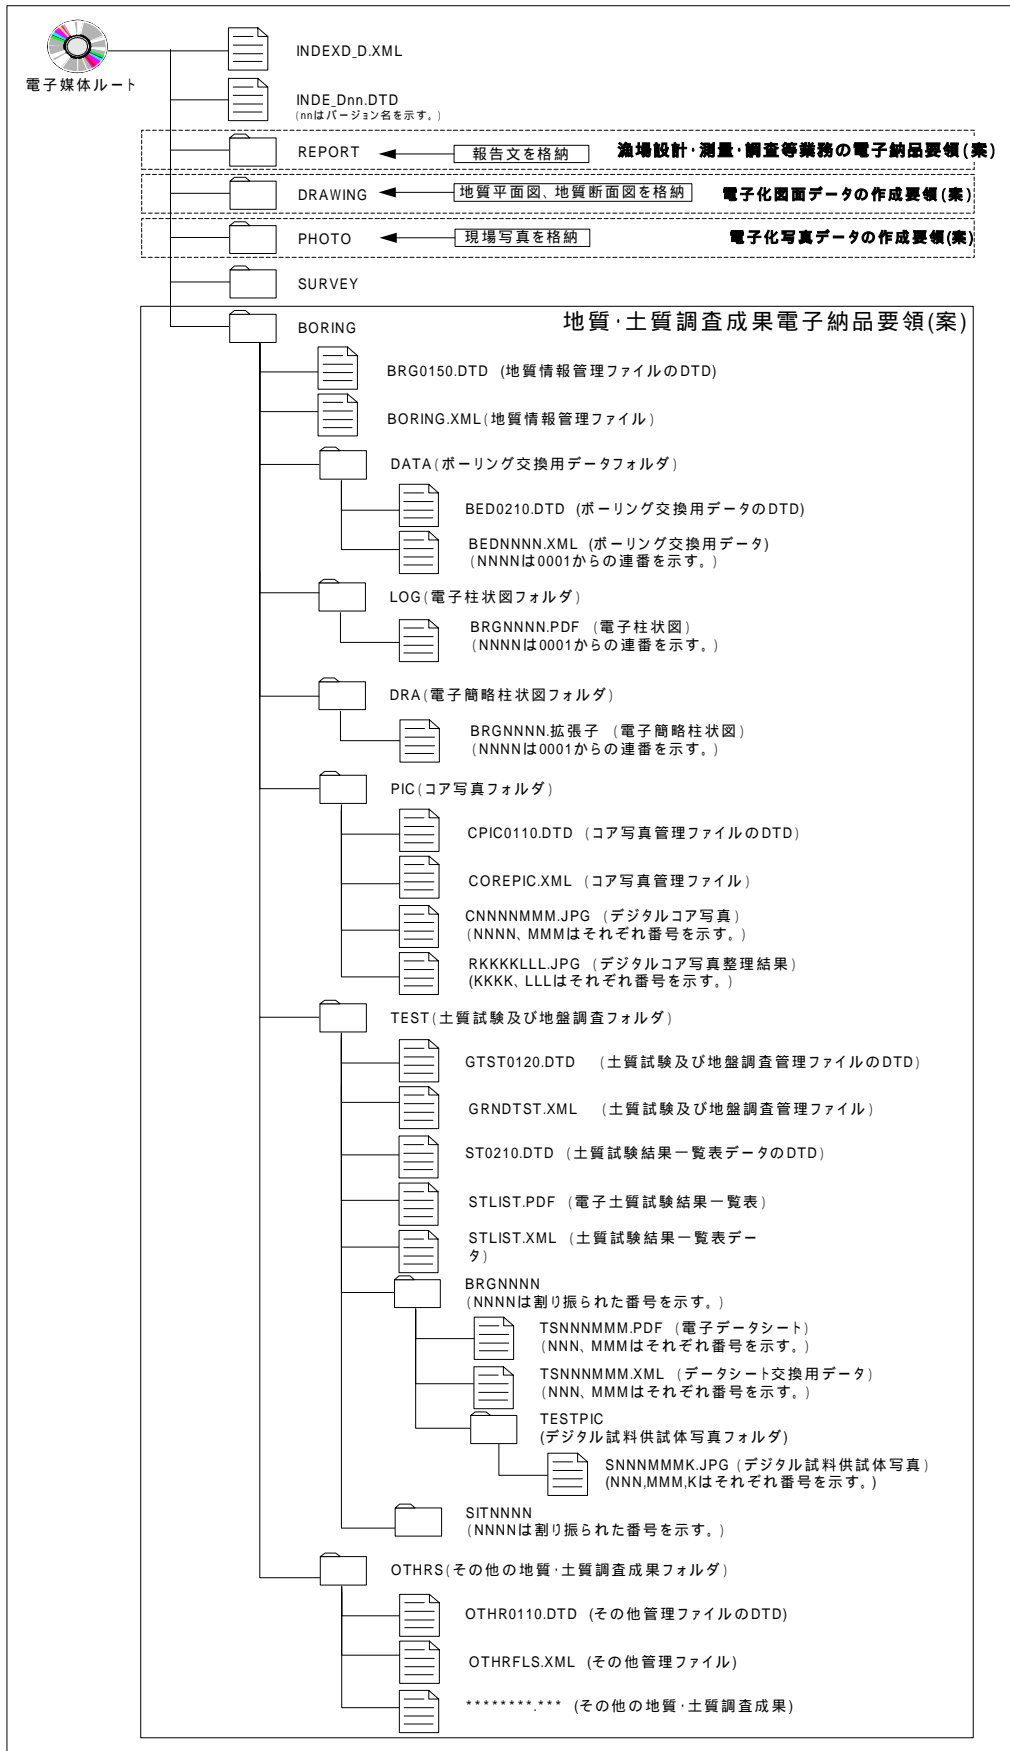 電子媒体ルート
INDEXD_D.XML
INDE_Dnn.DTD
(nnはバージョン名を示す。)
REPORT
報告文を格納
漁場設計・測量・調査等業務の電子納品要領(案)
DRAWING
地質平面図、地質断面図を格納
電子化図面データの作成要領(案)
PHOTO
現場写真を格納
電子化写真データの作成要領(案)
SURVEY
BORING
地質・土質調査成果電子納品要領(案)
BRG0150.DTD (地質情報管理ファイルのDTD)
BORING.XML(地質情報管理ファイル)
DATA(ボーリング交換用データフォルダ)
BED0210.DTD (ボーリング交換用データのDTD)
BEDNNNN.XML (ボーリング交換用データ)
(NNNNは0001からの連番を示す。)
LOG(電子柱状図フォルダ)
BRGNNNN.PDF (電子柱状図)
(NNNNは0001からの連番を示す。)
DRA(電子簡略柱状図フォルダ)
BRGNNNN.拡張子 (電子簡略柱状図)
(NNNNは0001からの連番を示す。)
PIC(コア写真フォルダ)
CPIC0110.DTD (コア写真管理ファイルのDTD)
COREPIC.XML (コア写真管理ファイル)
CNNNNMMM.JPG (デジタルコア写真)
(NNNN、MMMはそれぞれ番号を示す。)
RKKKKLLL.JPG (デジタルコア写真整理結果)
(KKKK、LLLはそれぞれ番号を示す。)
TEST(土質試験及び地盤調査フォルダ)
GTST0120.DTD (土質試験及び地盤調査管理ファイルのDTD)
GRNDTST.XML (土質試験及び地盤調査管理ファイル)
ST0210.DTD (土質試験結果一覧表データのDTD)
STLIST.PDF (電子土質試験結果一覧表)
STLIST.XML (土質試験結果一覧表デー
タ)
BRGNNNN
(NNNNは割り振られた番号を示す。)
TSNNNMMM.PDF (電子データシート)
(NNN、MMMはそれぞれ番号を示す。)
TSNNNMMM.XML (データシート交換用データ)
(NNN、MMMはそれぞれ番号を示す。)
TESTPIC
(デジタル試料供試体写真フォルダ)
SNNNMMMK.JPG (デジタル試料供試体写真)
(NNN,MMM,Kはそれぞれ番号を示す。)
SITNNNN
(NNNNは割り振られた番号を示す。)
OTHRS(その他の地質・土質調査成果フォルダ)
OTHR0110.DTD (その他管理ファイルのDTD)
OTHRFLS.XML (その他管理ファイル)
********.*** (その他の地質・土質調査成果)